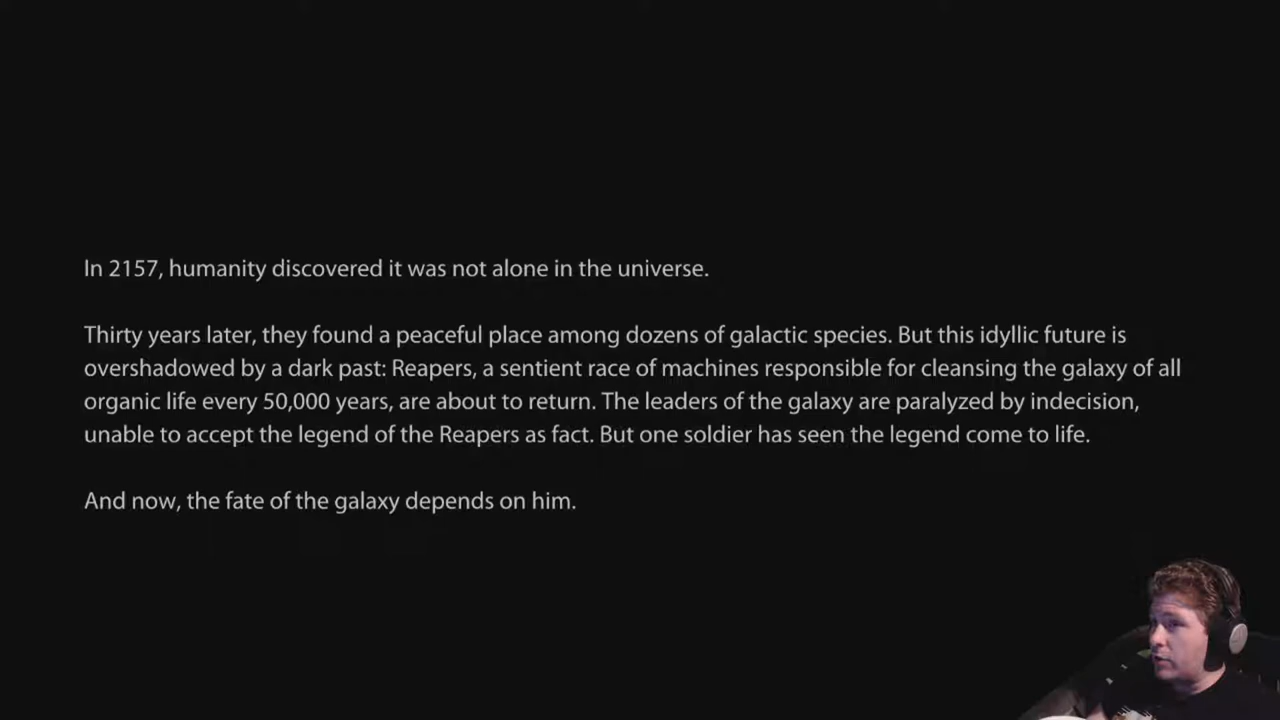 In 2157, humanity discovered it was not alone in the universe.
Thirty years later, they found a peaceful place among dozens of galactic species. But this idyllic future is
overshadowed by a dark past: Reapers, a sentient race of machines responsible for cleansing the galaxy of all
organic life every 50,000 years, are about to return. The leaders of the galaxy are paralyzed by indecision,
unable to accept the legend of the Reapers as fact. But one soldier has seen the legend come to life.
And now, the fate of the galaxy depends on him.